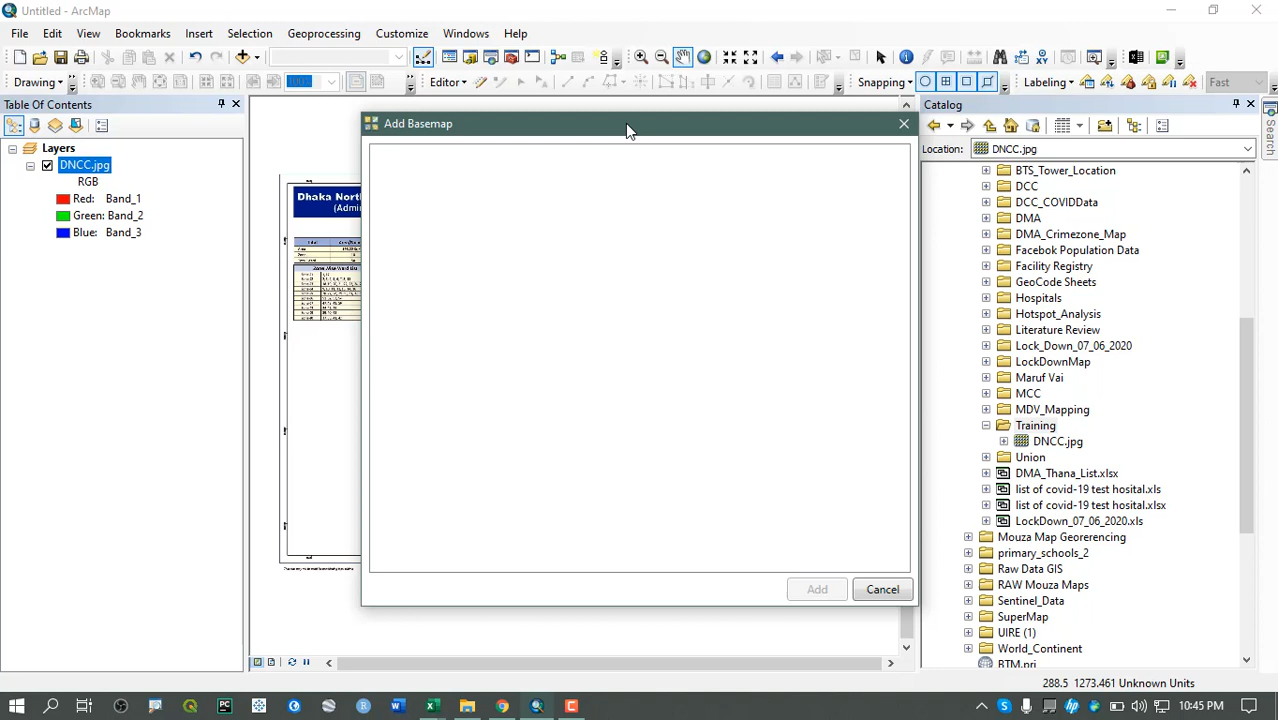 Untitled - ArcMap
File Edit View Bookmarks Insert Selection Geoprocessing Customize Windows Help
Drawing Editor Snapping Labeling Fast
Table Of Contents
Layers
DNCC.jpg
RGB
Red: Band_1
Green: Band_2
Blue: Band_3
Dhaka Nort
(Admi
Add Basemap
Add Cancel
Catalog
Location: DNCC.jpg
BTS_Tower_Location
DCC
DCC_COVIDData
DMA
DMA_Crimezone_Map
Facebok Population Data
Facility Registry
GeoCode Sheets
Hospitals
Hotspot_Analysis
Literature Review
Lock_Down_07_06_2020
LockDownMap
Maruf Vai
MCC
MDV_Mapping
Training
DNCC.jpg
Union
DMA_Thana_List.xlsx
list of covid-19 test hosital.xls
list of covid-19 test hosital.xlsx
LockDown_07_06_2020.xls
Mouza Map Georerencing
primary_schools_2
Raw Data GIS
RAW Mouza Maps
Sentinel_Data
SuperMap
UIRE (1)
World_Continent
BTM.prj
Search
288.5 1273.461 Unknown Units
10:45 PM